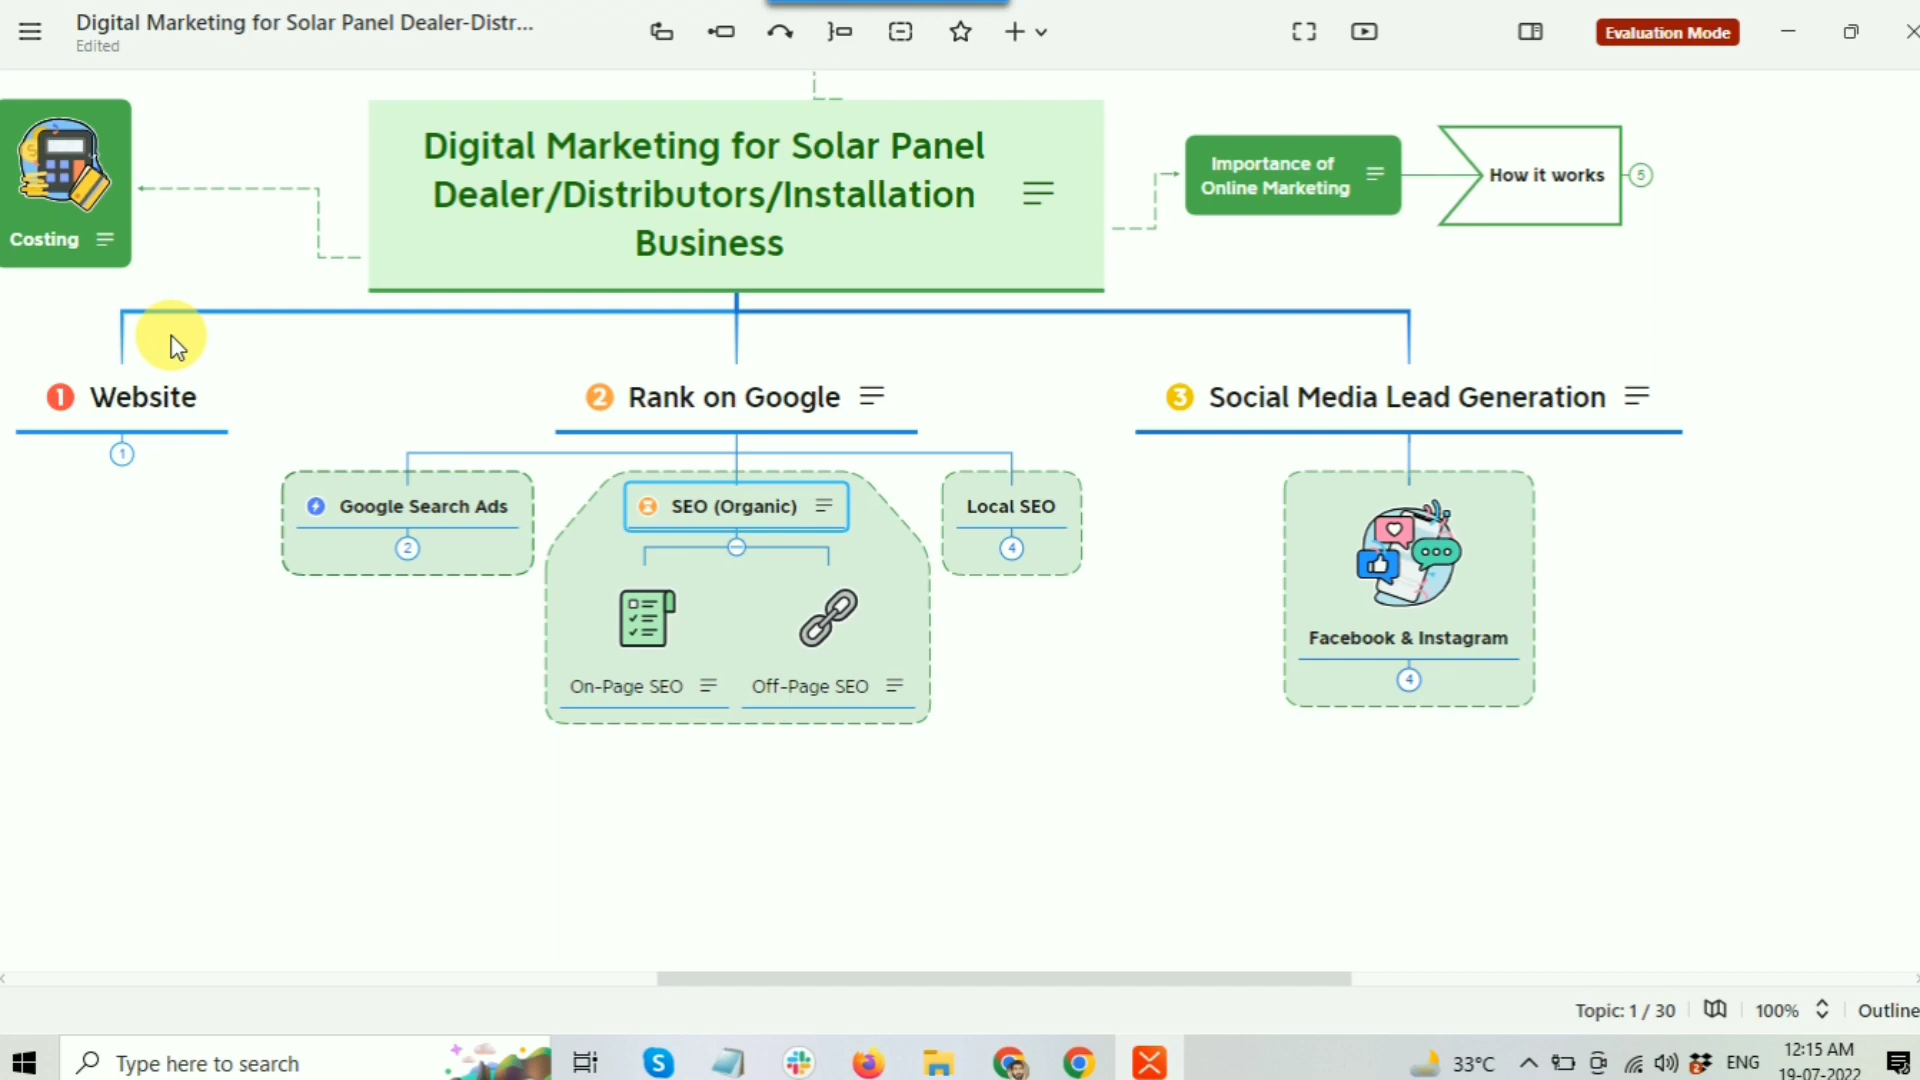 Digital Marketing for Solar Panel Dealer-Distr...
Edited
Evaluation Mode
Digital Marketing for Solar Panel
Dealer/Distributors/Installation
Business
Costing
Importance of
Online Marketing
How it works
5
1 Website
1
2 Rank on Google
3 Social Media Lead Generation
Google Search Ads
2
SEO (Organic)
Local SEO
4
On-Page SEO
Off-Page SEO
Facebook & Instagram
4
Topic: 1 / 30
100%
Outline
Type here to search
33°C
ENG
12:15 AM
19-07-2022